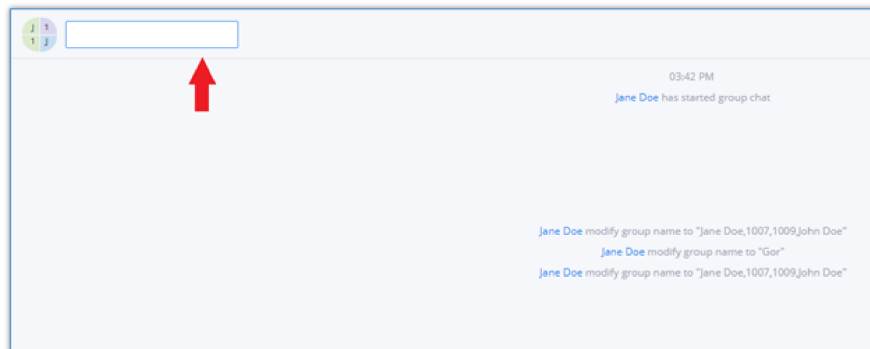 J 1
1 J
03:42 PM
Jane Doe has started group chat
Jane Doe modify group name to "Jane Doe,1007,1009,John Doe"
Jane Doe modify group name to "Gor"
Jane Doe modify group name to "Jane Doe,1007,1009,John Doe"